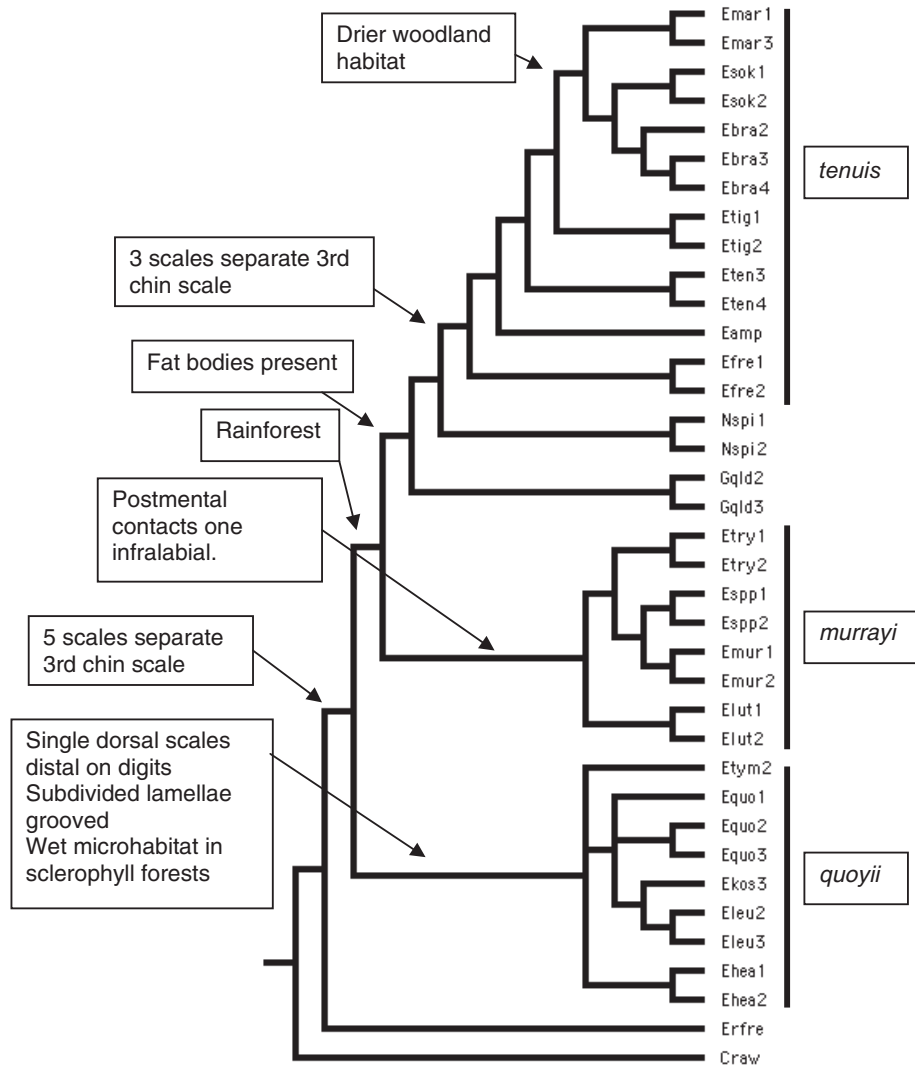 Drier woodland
habitat
3 scales separate 3rd
chin scale
Fat bodies present
Rainforest
Postmental
contacts one
infralabial.
5 scales separate
3rd chin scale
Single dorsal scales
distal on digits
Subdivided lamellae
grooved
Wet microhabitat in
sclerophyll forests
Emar1
Emar3
Esok1
Esok2
Ebra2
Ebra3
Ebra4
Etig1
Etig2
Eten3
Eten4
Eamp
Efre1
Efre2
Nspi1
Nspi2
Gqld2
Gqld3
Etry1
Etry2
Espp1
Espp2
Emur1
Emur2
Elut1
Elut2
Etym2
Equo1
Equo2
Equo3
Ekos3
Eleu2
Eleu3
Ehea1
Ehea2
Erfre
Craw
tenuis
murrayi
quoyii